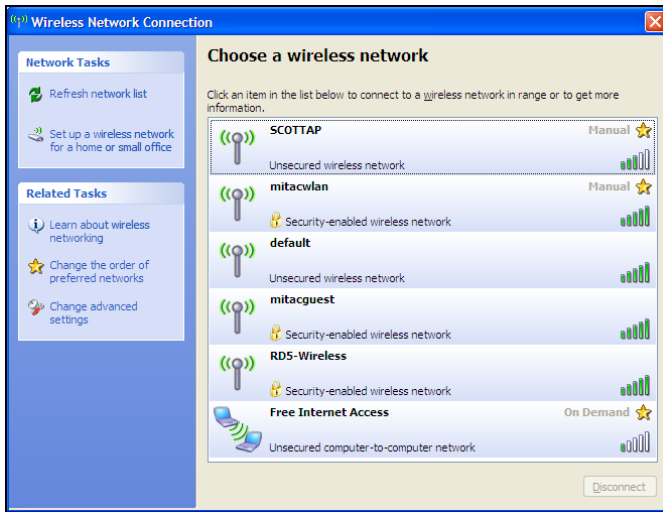 Wireless Network Connection
Network Tasks
Refresh network list
Set up a wireless network
for a home or small office
Related Tasks
Learn about wireless
networking
Change the order of
preferred networks
Change advanced
settings
Choose a wireless network
Click an item in the list below to connect to a wireless network in range or to get more
information.
SCOTTAP Manual
Unsecured wireless network
mitacwlan Manual
Security-enabled wireless network
default
Unsecured wireless network
mitacguest
Security-enabled wireless network
RD5-Wireless
Security-enabled wireless network
Free Internet Access On Demand
Unsecured computer-to-computer network
Disconnect